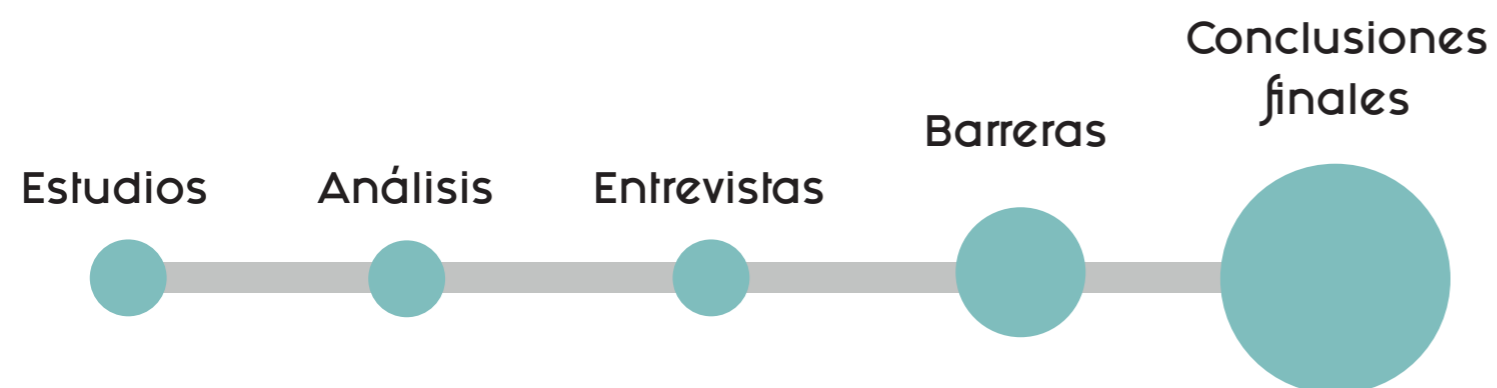 Estudios
Análisis
Entrevistas
Barreras
Conclusiones
finales